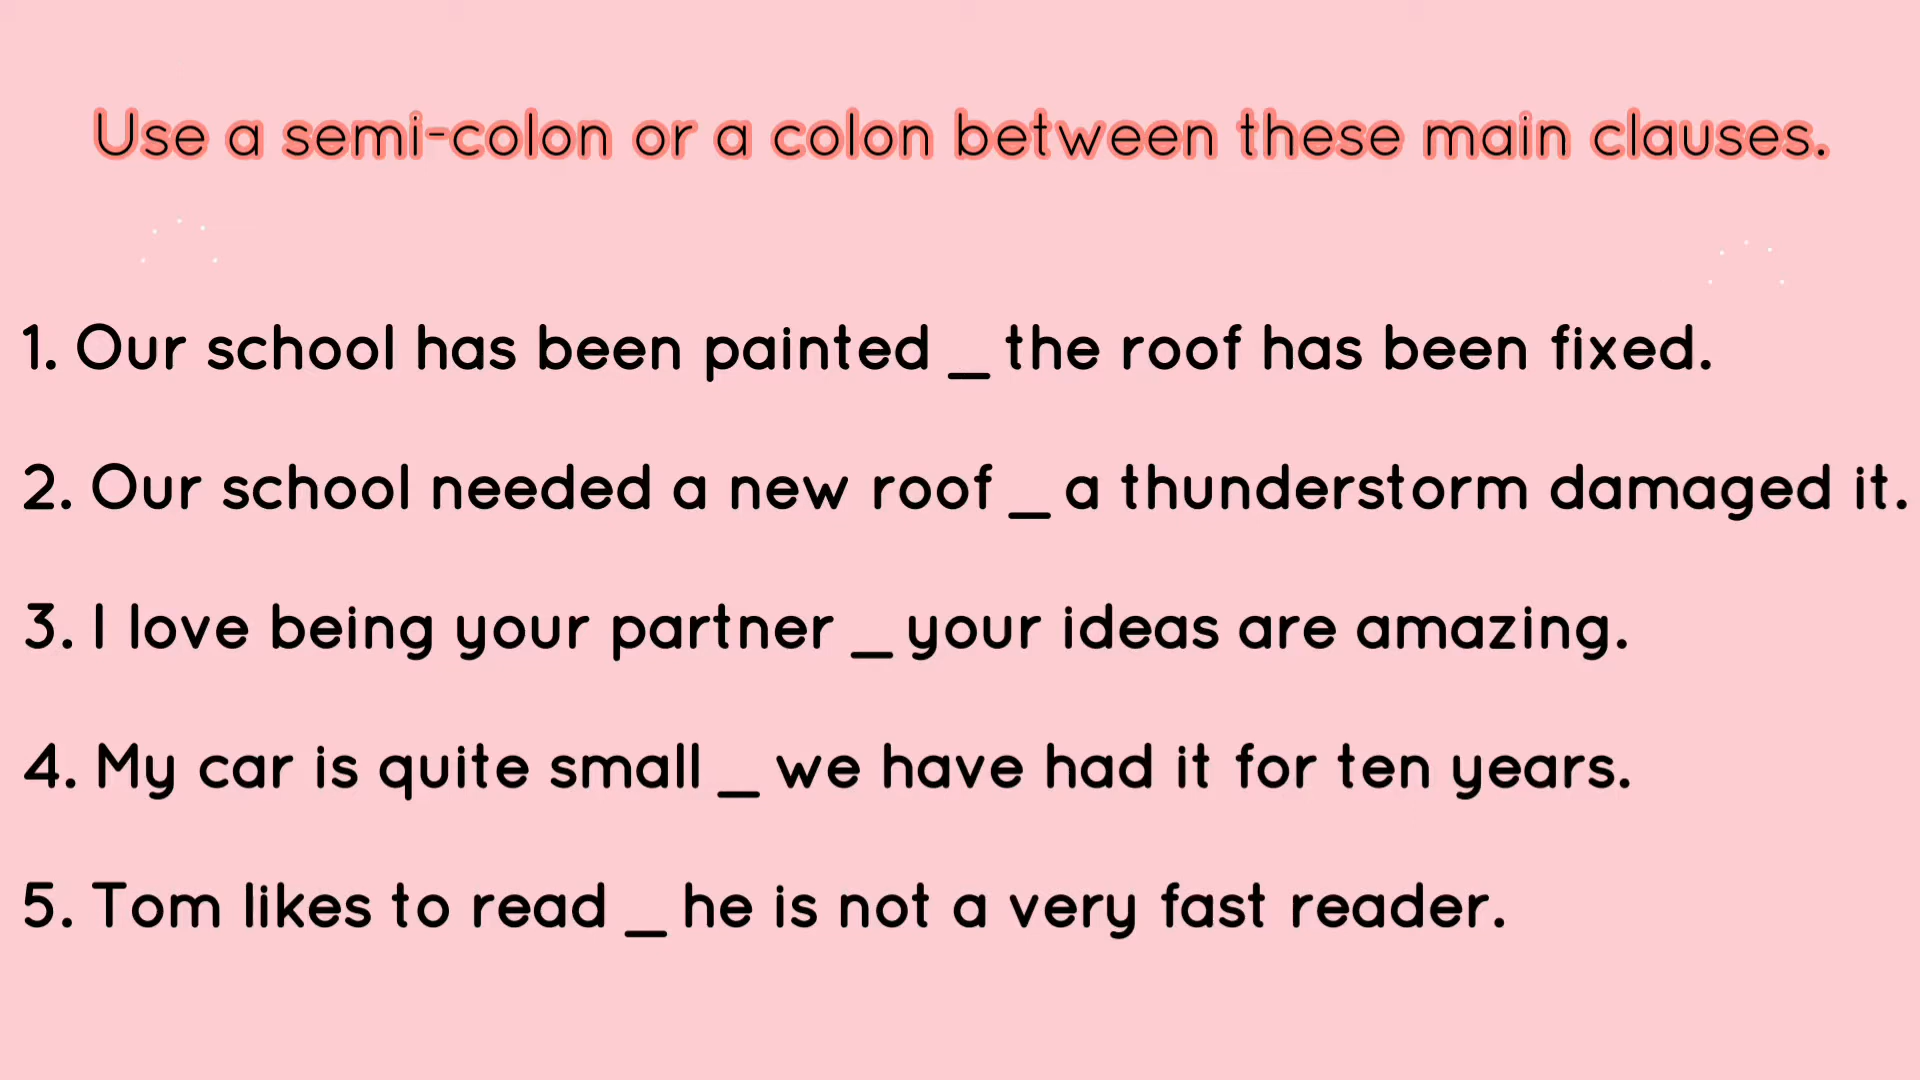 Use a semi-colon or a colon between these main clauses.
1. Our school has been painted _ the roof has been fixed.
2. Our school needed a new roof _ a thunderstorm damaged it.
3. I love being your partner _ your ideas are amazing.
4. My car is quite small _ we have had it for ten years.
5. Tom likes to read _ he is not a very fast reader.